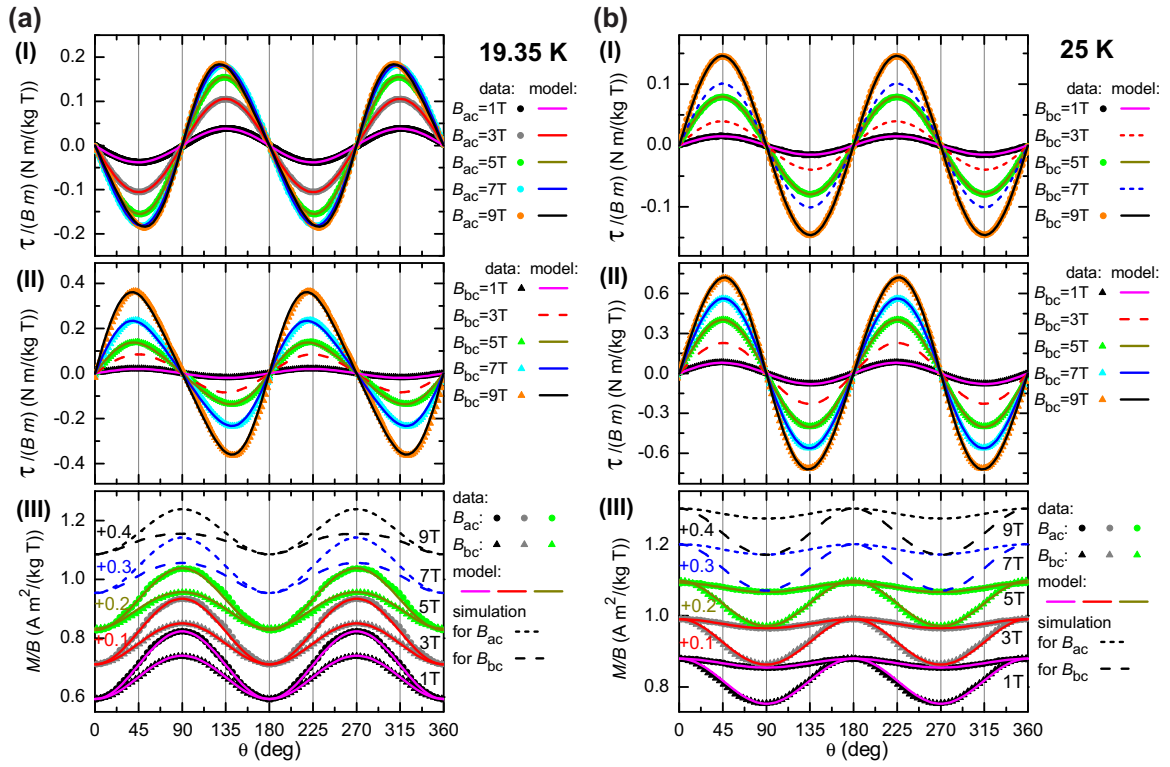 (a)
(I)
19.35 K
τ/(B m) (N m/(kg T))
0.2
0.1
0.0
-0.1
-0.2
data: model:
Bac=1T
Bac=3T
Bac=5T
Bac=7T
Bac=9T
(II)
τ/(B m) (N m/(kg T))
0.4
0.2
0.0
-0.2
-0.4
data: model:
Bbc=1T
Bbc=3T
Bbc=5T
Bbc=7T
Bbc=9T
(III)
M/B (A m²/(kg T))
1.2
1.0
0.8
0.6
+0.4
+0.3
+0.2
+0.1
9T
7T
5T
3T
1T
data:
Bac:
Bbc:
model:
simulation
for Bac
for Bbc
0 45 90 135 180 225 270 315 360
θ (deg)
(b)
(I)
25 K
τ/(B m) (N m/(kg T))
0.1
0.0
-0.1
data: model:
Bbc=1T
Bbc=3T
Bbc=5T
Bbc=7T
Bbc=9T
(II)
τ/(B m) (N m/(kg T))
0.6
0.3
0.0
-0.3
-0.6
data: model:
Bbc=1T
Bbc=3T
Bbc=5T
Bbc=7T
Bbc=9T
(III)
M/B (A m²/(kg T))
1.2
1.0
0.8
+0.4
+0.3
+0.2
+0.1
9T
7T
5T
3T
1T
data:
Bac:
Bbc:
model:
simulation
for Bac
for Bbc
0 45 90 135 180 225 270 315 360
θ (deg)